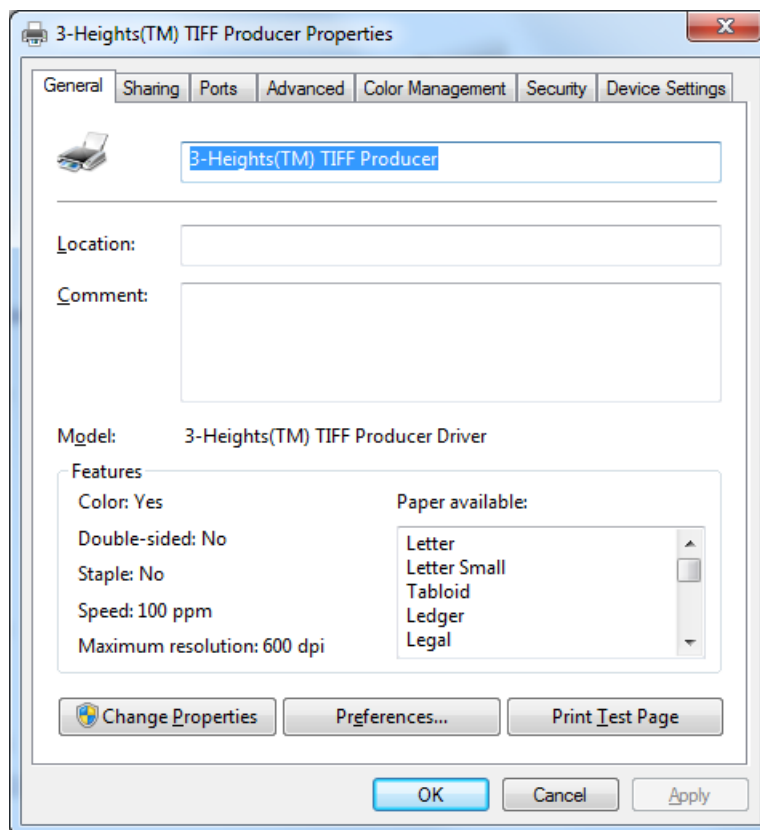 3-Heights(TM) TIFF Producer Properties
General Sharing Ports Advanced Color Management Security Device Settings
3-Heights(TM) TIFF Producer
Location:
Comment:
Model: 3-Heights(TM) TIFF Producer Driver
Features
Color: Yes Paper available:
Double-sided: No
Letter
Staple: No
Letter Small
Tabloid
Speed: 100 ppm
Ledger
Maximum resolution: 600 dpi
Legal
Change Properties Preferences... Print Test Page
OK Cancel Apply